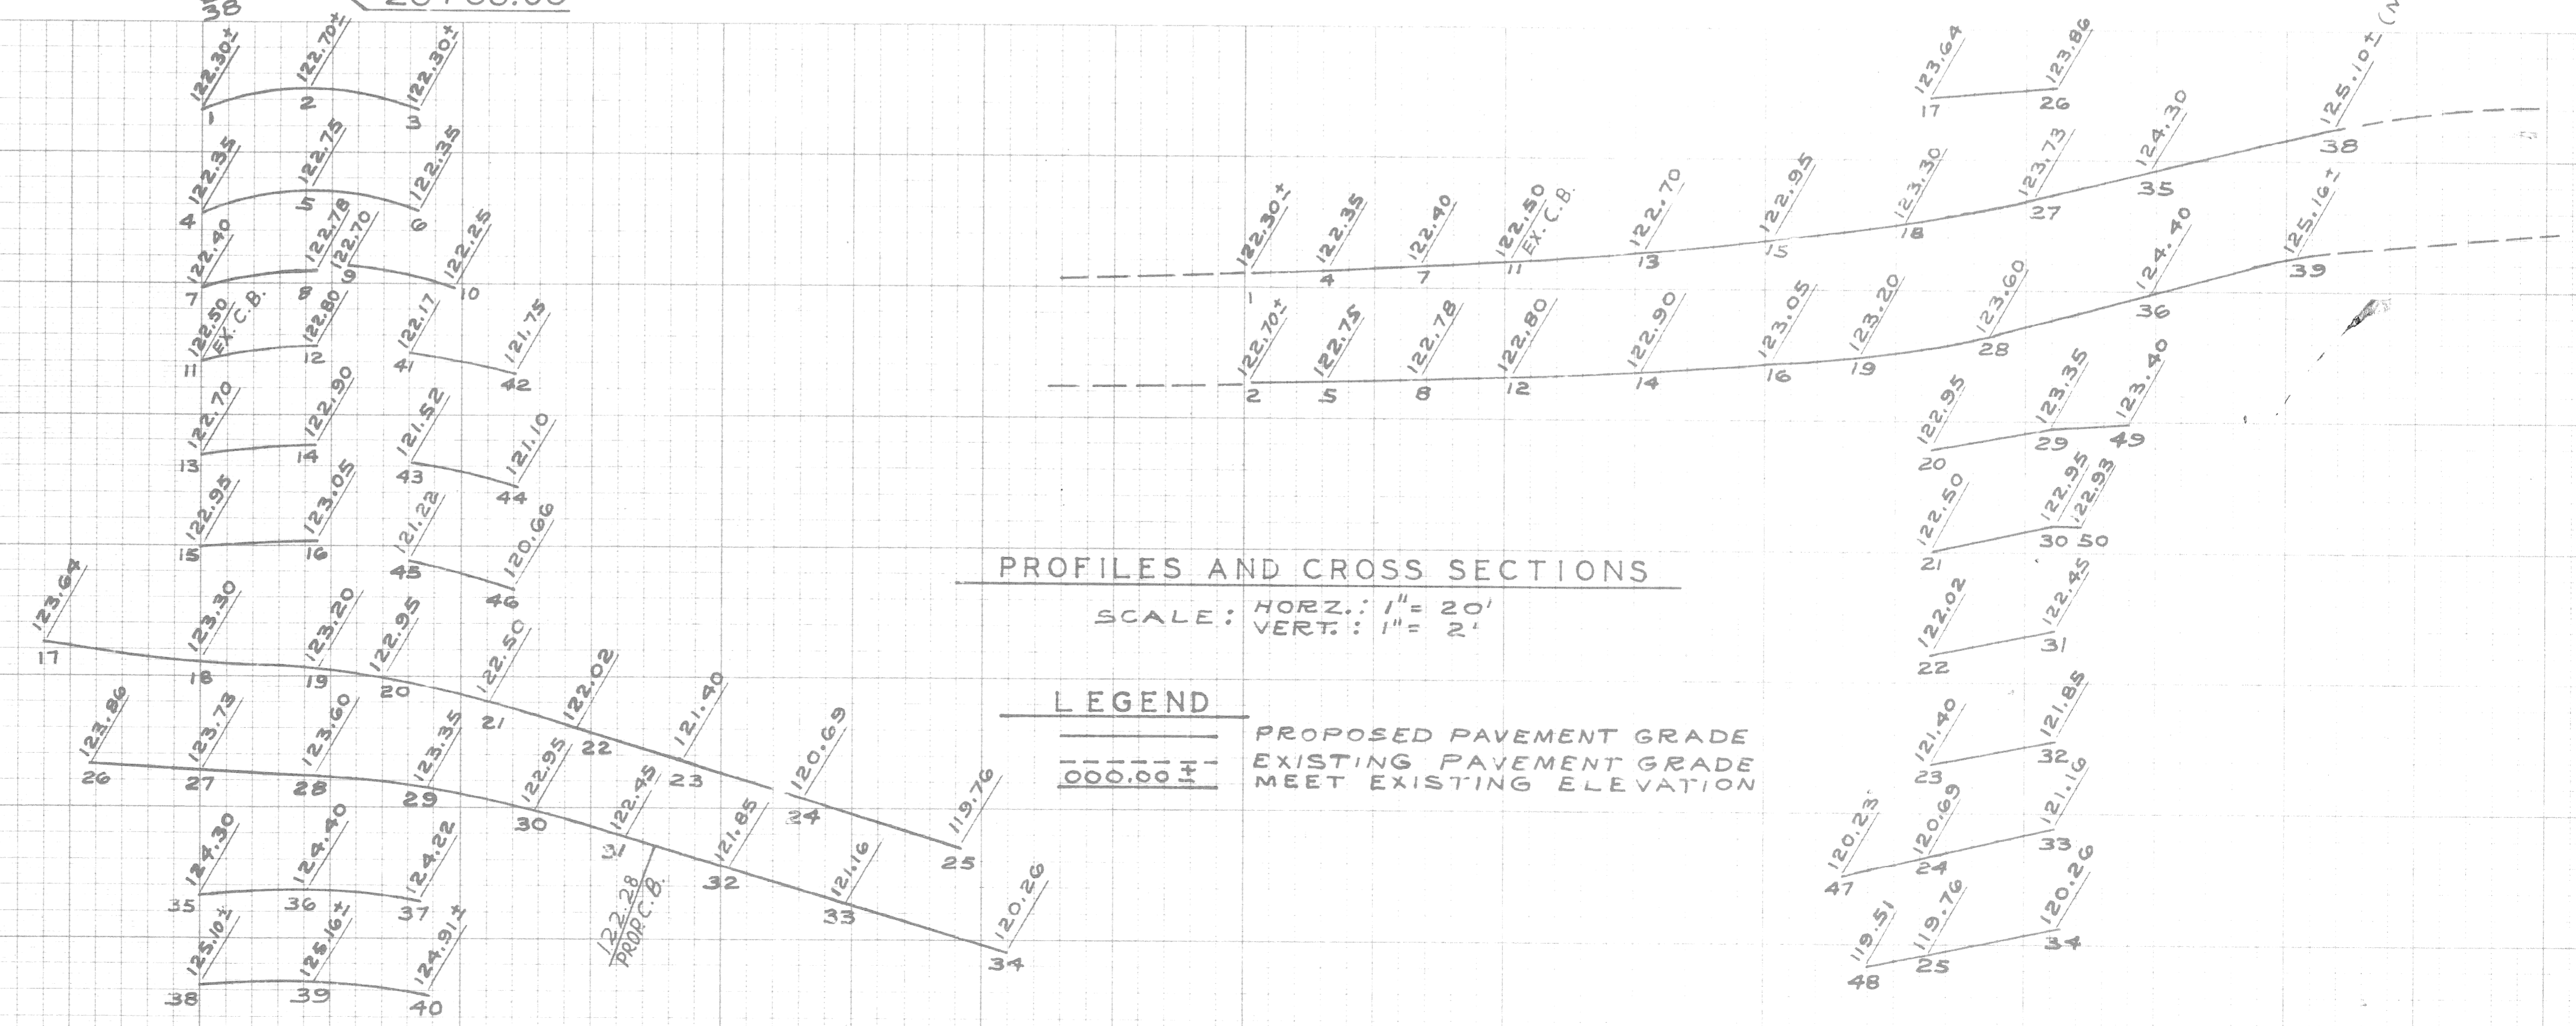 38
122.30± 122.70± 122.30±
1 2 3
122.35 122.75 122.35
4 5 6
122.40 122.78 122.70 122.25
7 8 9 10
122.50 EX. C.B. 122.80 122.17 121.75
11 12 41 42
122.70 122.90 121.52 121.10
13 14 43 44
122.95 123.05 121.22 120.66
15 16 45 46
123.64 123.30 123.20 122.95 122.50 122.02 121.40 120.69 119.76
17 18 19 20 21 22 23 24 25
123.86 123.73 123.60 123.35 122.95 122.45 121.85 121.16 120.26
26 27 28 29 30 32 33 34
122.28
PROP. C.B.
124.30 124.40 124.22
35 36 37
125.10± 125.16± 124.91±
38 39 40
122.30± 122.35 122.40 122.50 EX. C.B. 122.70 122.95 123.30 123.73 124.30 125.10±
1 4 7 11 13 15 18 27 35 38
122.70± 122.75 122.78 122.80 122.90 123.05 123.20 123.60 124.40 125.16±
2 5 8 12 14 16 19 28 36 39
PROFILES AND CROSS SECTIONS
SCALE: HORZ.: 1"= 20'
VERT.: 1"= 2'
LEGEND
PROPOSED PAVEMENT GRADE
EXISTING PAVEMENT GRADE
000.00± MEET EXISTING ELEVATION
123.64 123.86
17 26
122.95 123.35 123.40
20 29 49
122.50 122.95 122.93
21 30 50
122.02 122.45
22 31
121.40 121.85
23 32
120.23 120.69 121.16
47 24 33
119.51 119.76 120.26
48 25 34